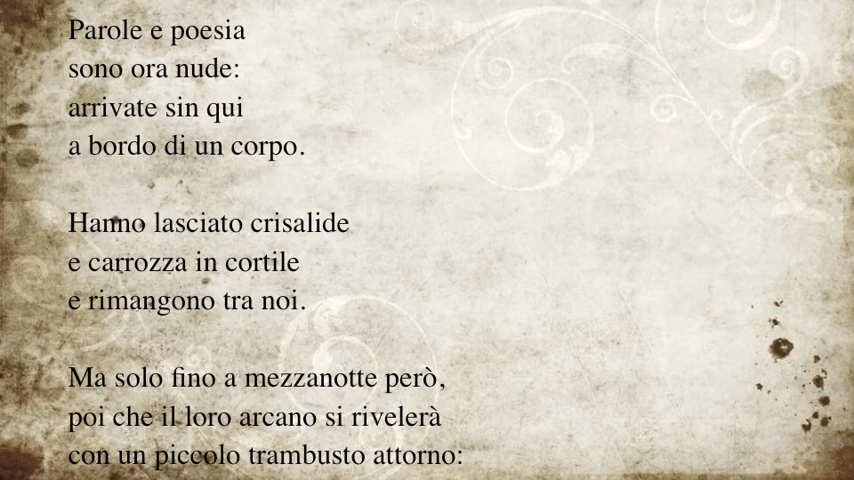 Parole e poesia
sono ora nude:
arrivate sin qui
a bordo di un corpo.
Hanno lasciato crisalide
e carrozza in cortile
e rimangono tra noi.
Ma solo fino a mezzanotte però,
poi che il loro arcano si rivelerà
con un piccolo trambusto attorno: